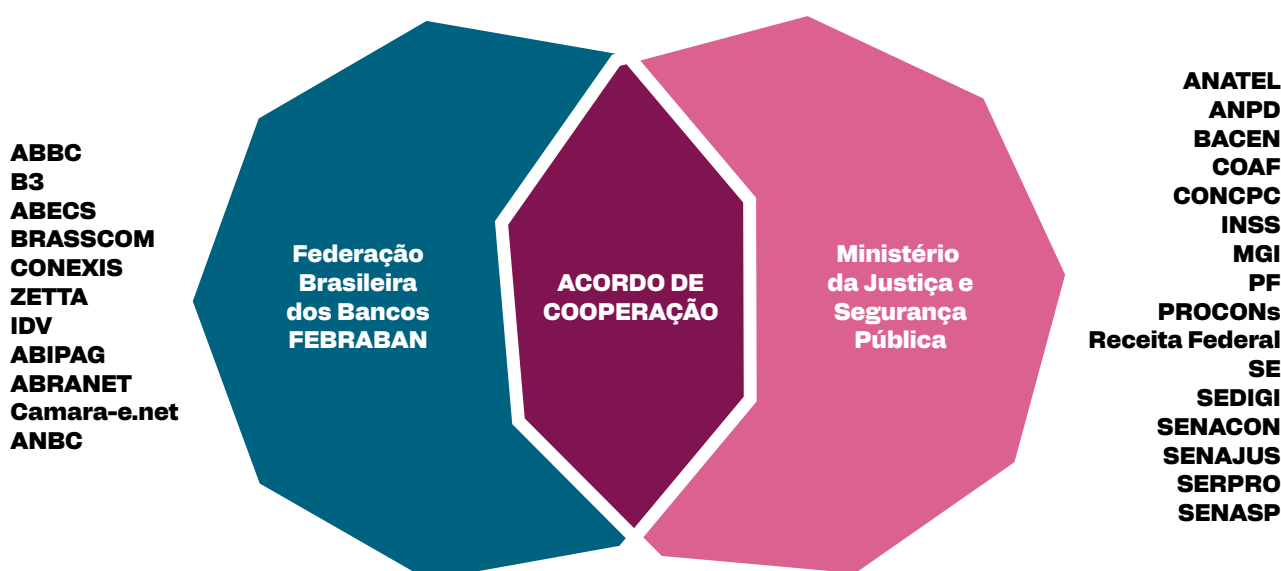 ABBC
B3
ABECS
BRASSCOM
CONEXIS
ZETTA
IDV
ABIPAG
ABRANET
Camara-e.net
ANBC
Federação
Brasileira
dos Bancos
FEBRABAN
ACORDO DE
COOPERAÇÃO
Ministério
da Justiça e
Segurança
Pública
ANATEL
ANPD
BACEN
COAF
CONCPC
INSS
MGI
PF
PROCONs
Receita Federal
SE
SEDIGI
SENACON
SENAJUS
SERPRO
SENASP